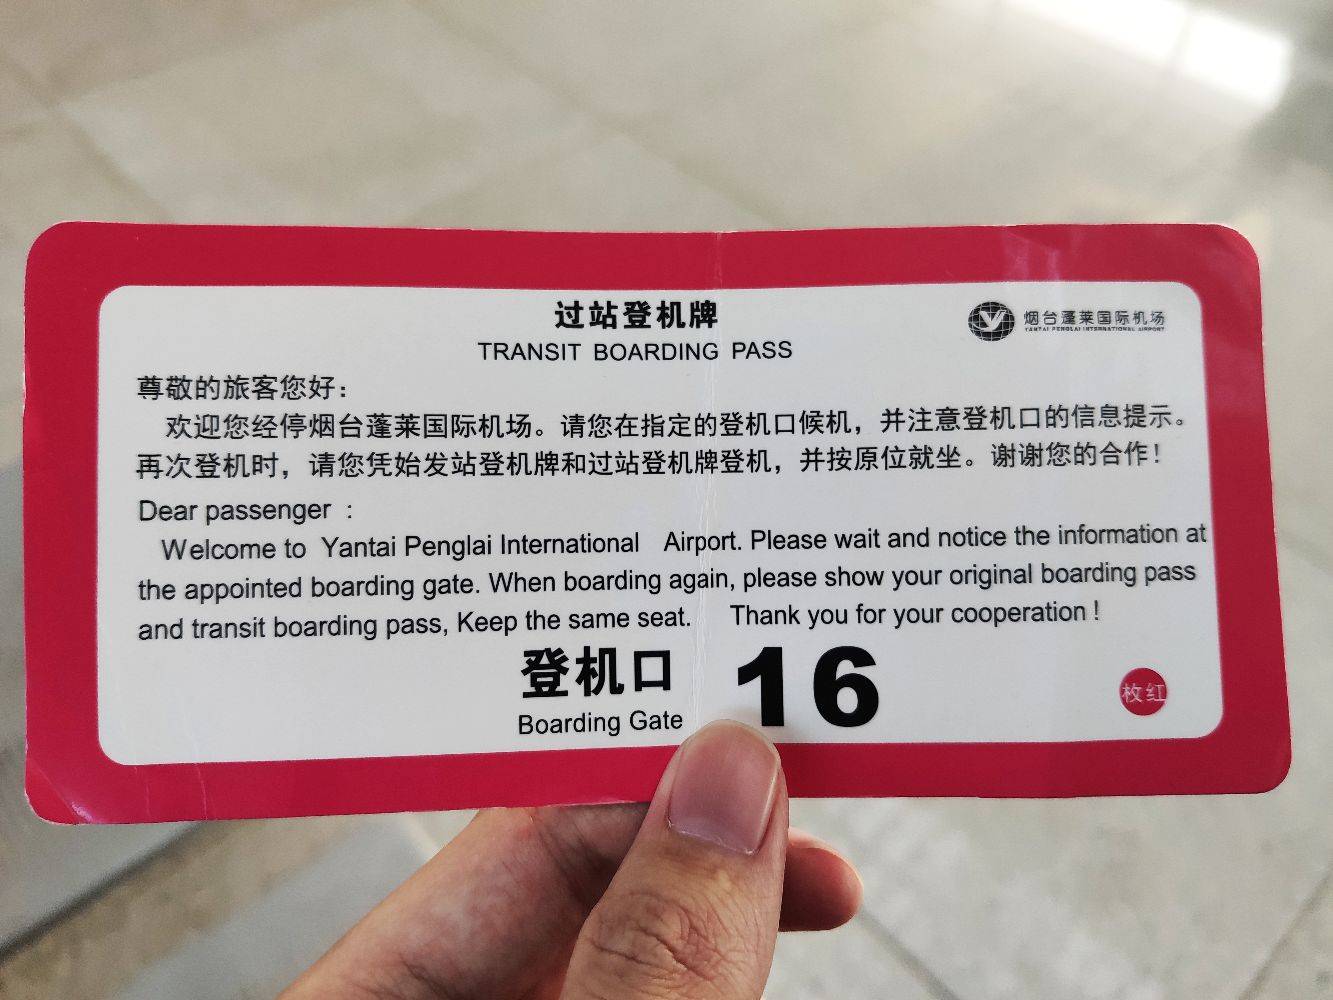 过站登机牌
烟台蓬莱国际机场
YANTAI PENGLAI INTERNATIONAL AIRPORT
TRANSIT BOARDING PASS
尊敬的旅客您好：
欢迎您经停烟台蓬莱国际机场。请您在指定的登机口候机，并注意登机口的信息提示。
再次登机时，请您凭始发站登机牌和过站登机牌登机，并按原位就坐。谢谢您的合作！
Dear passenger :
Welcome to Yantai Penglai International Airport. Please wait and notice the information at
the appointed boarding gate. When boarding again, please show your original boarding pass
and transit boarding pass, Keep the same seat. Thank you for your cooperation !
登机口 16
Boarding Gate
枚红